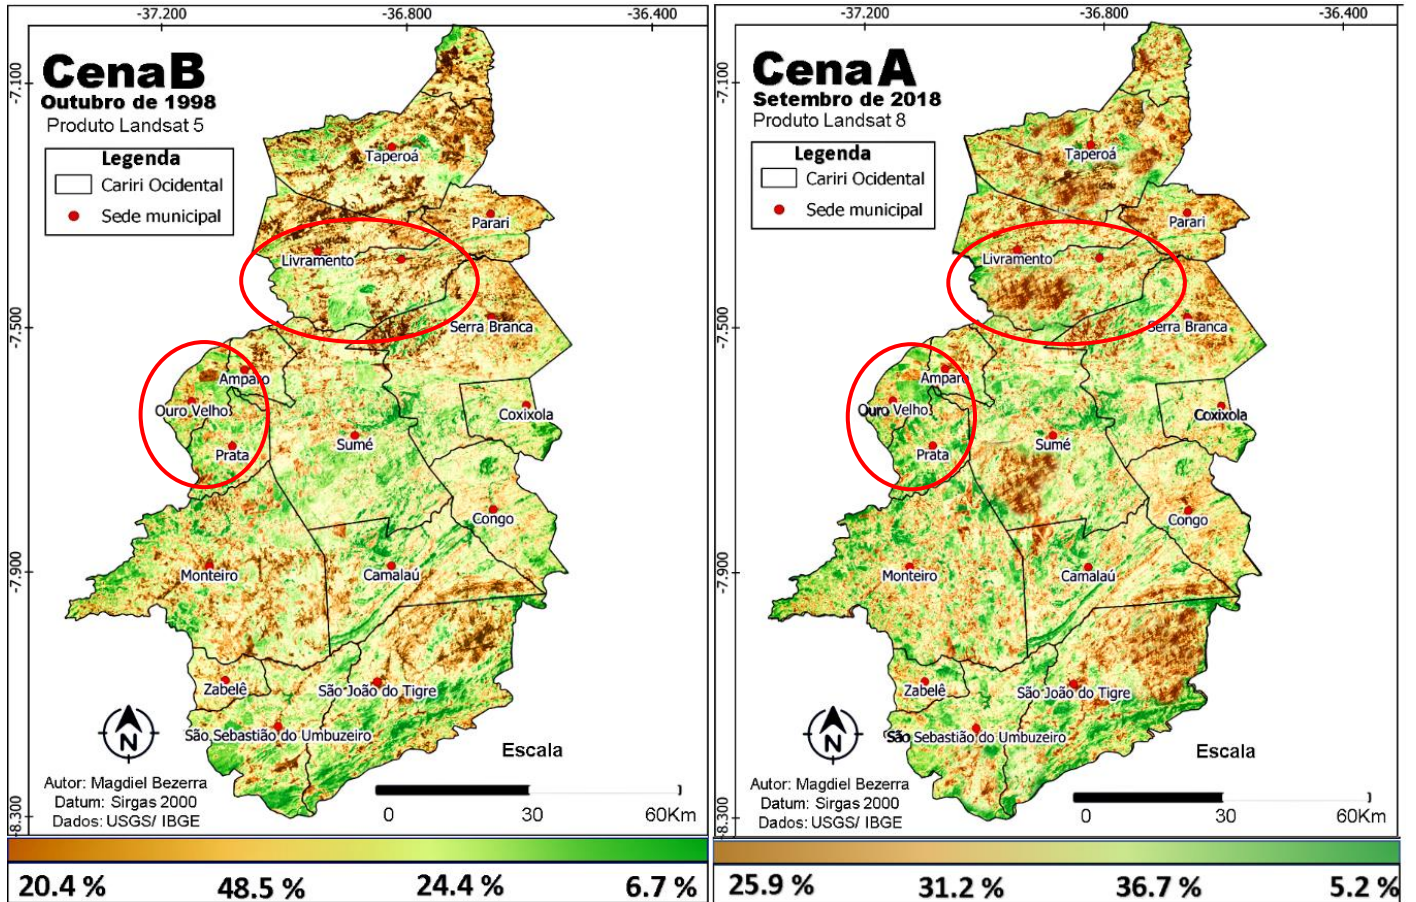 -37.200 -36.800 -36.400
-7.100
-7.500
-7.900
-8.300
CenaB
Outubro de 1998
Produto Landsat 5
Legenda
Cariri Ocidental
Sede municipal
Taperoá
Parari
Livramento
Serra Branca
Amparo
Ouro Velho
Prata
Sumé
Coxixola
Congo
Monteiro
Camalaú
Zabelê
São João do Tigre
São Sebastião do Umbuzeiro
N
Escala
0 30 60Km
Autor: Magdiel Bezerra
Datum: Sirgas 2000
Dados: USGS/ IBGE
20.4 % 48.5 % 24.4 % 6.7 %
-37.200 -36.800 -36.400
-7.100
-7.500
-7.900
-8.300
CenaA
Setembro de 2018
Produto Landsat 8
Legenda
Cariri Ocidental
Sede municipal
Taperoá
Parari
Livramento
Serra Branca
Amparo
Ouro Velho
Prata
Sumé
Coxixola
Congo
Monteiro
Camalaú
Zabelê
São João do Tigre
São Sebastião do Umbuzeiro
N
Escala
0 30 60Km
Autor: Magdiel Bezerra
Datum: Sirgas 2000
Dados: USGS/ IBGE
25.9 % 31.2 % 36.7 % 5.2 %